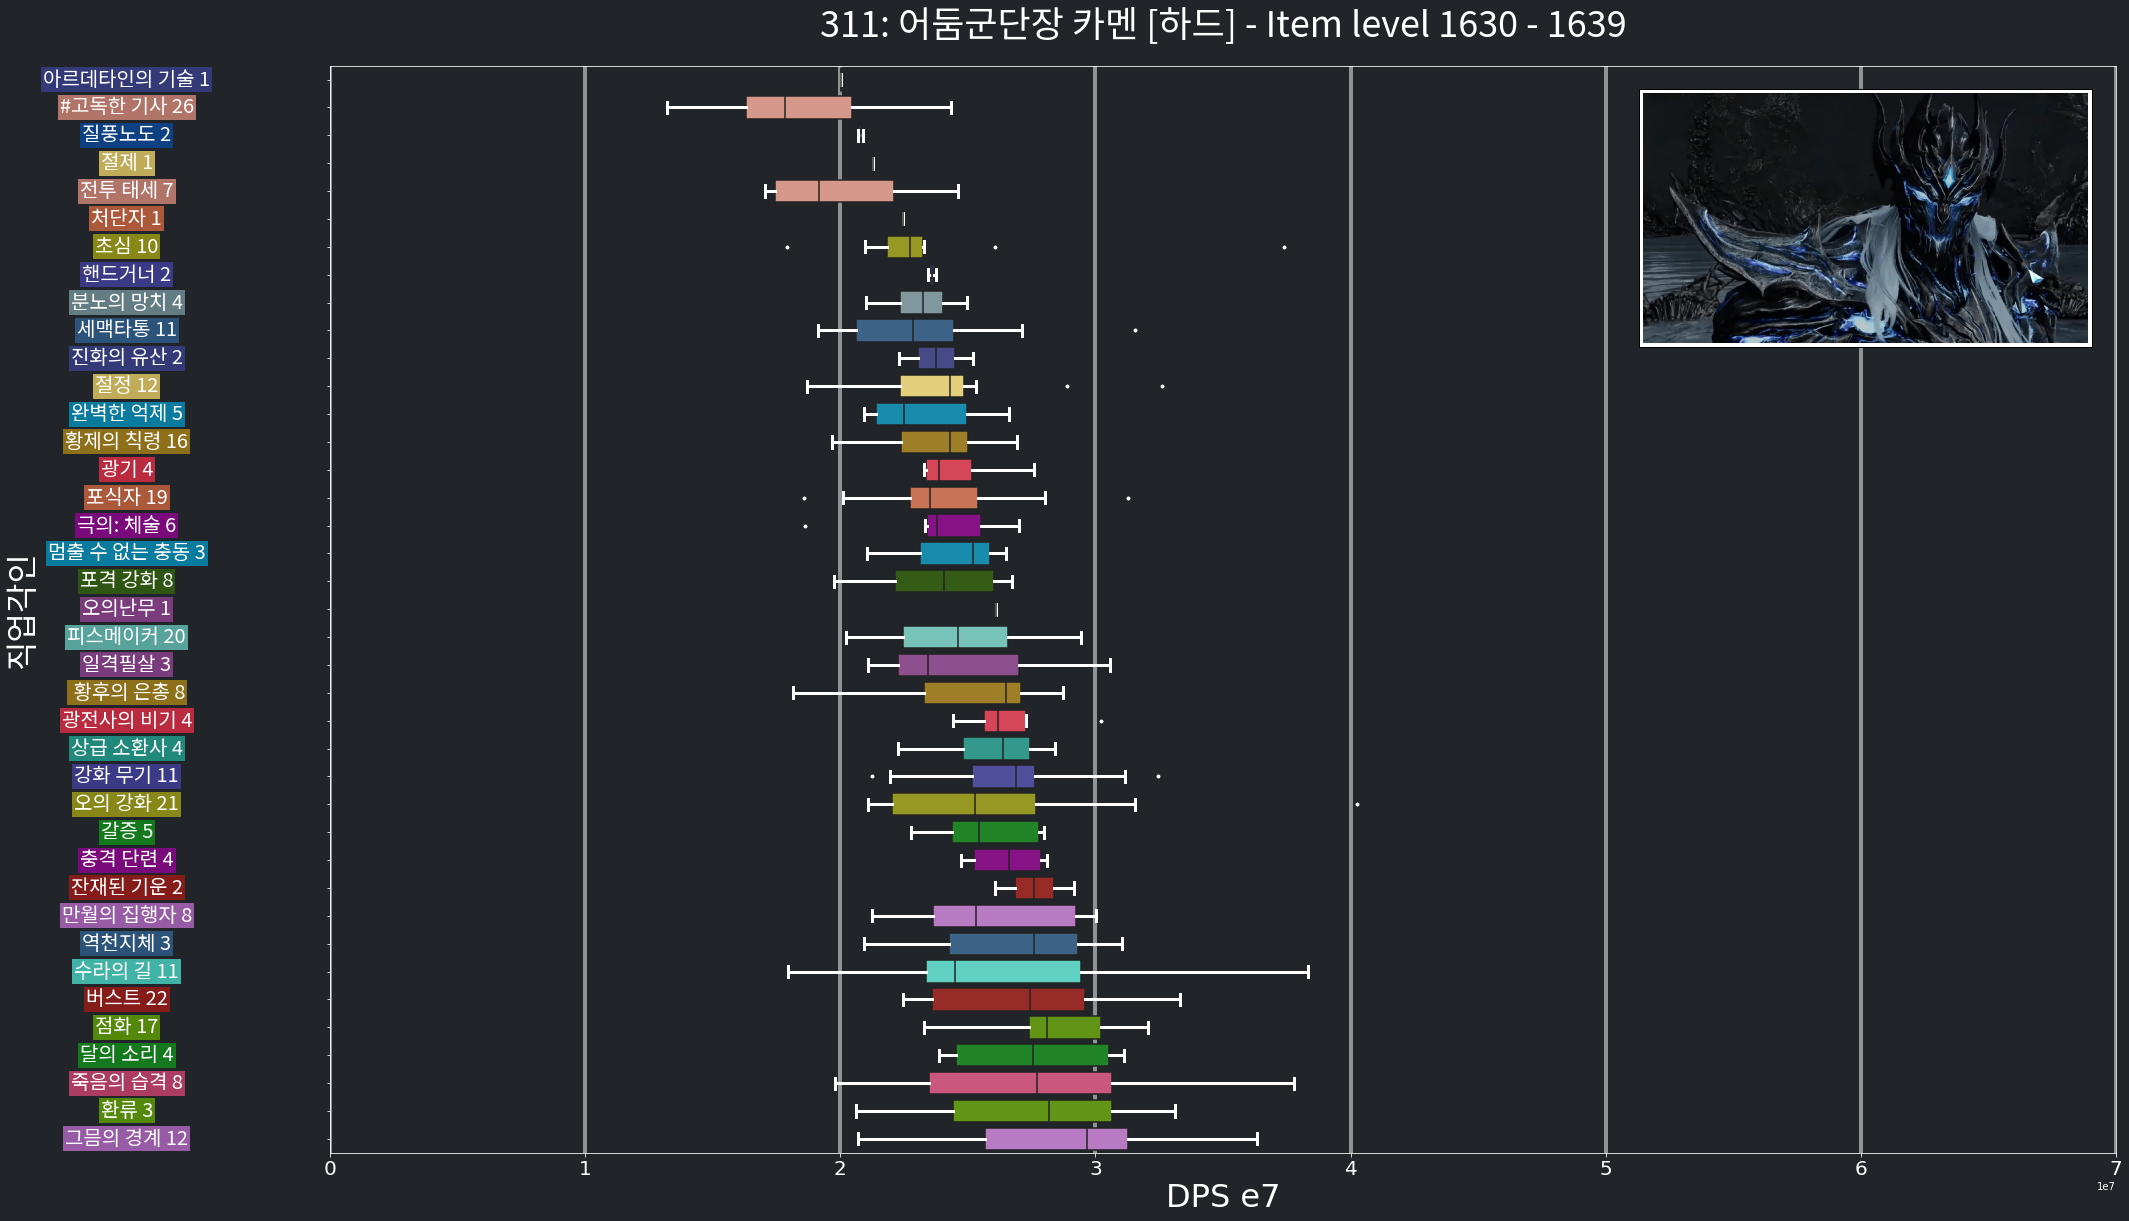 311: 어둠군단장 카멘 [하드] - Item level 1630 - 1639
직업각인
아르데타인의 기술 1
#고독한 기사 26
질풍노도 2
절제 1
전투 태세 7
처단자 1
초심 10
핸드거너 2
분노의 망치 4
세맥타통 11
진화의 유산 2
절정 12
완벽한 억제 5
황제의 칙령 16
광기 4
포식자 19
극의: 체술 6
멈출 수 없는 충동 3
포격 강화 8
오의난무 1
피스메이커 20
일격필살 3
황후의 은총 8
광전사의 비기 4
상급 소환사 4
강화 무기 11
오의 강화 21
갈증 5
충격 단련 4
잔재된 기운 2
만월의 집행자 8
역천지체 3
수라의 길 11
버스트 22
점화 17
달의 소리 4
죽음의 습격 8
환류 3
그믐의 경계 12
0 1 2 3 4 5 6 7
1e7
DPS e7